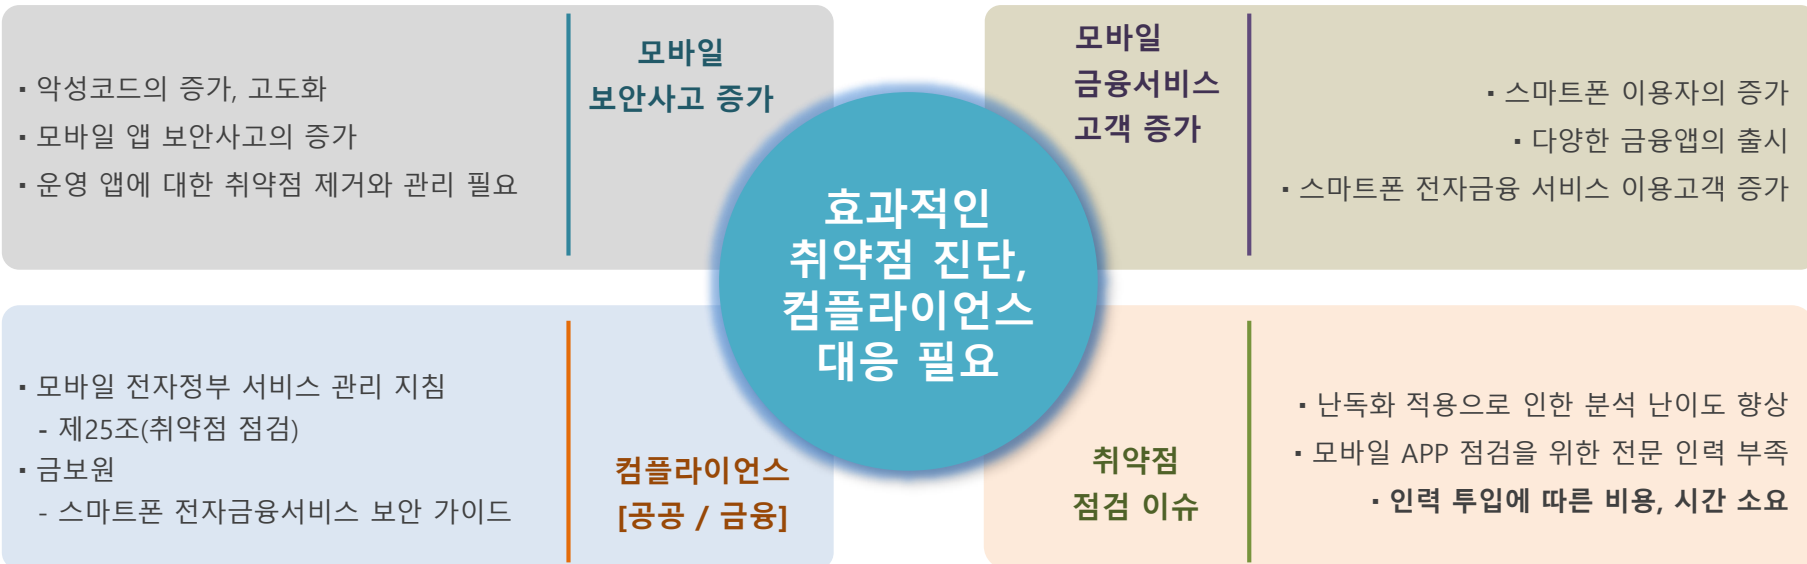 ▪ 악성코드의 증가, 고도화
▪ 모바일 앱 보안사고의 증가
▪ 운영 앱에 대한 취약점 제거와 관리 필요
모바일
보안사고 증가
모바일
금융서비스
고객 증가
▪ 스마트폰 이용자의 증가
▪ 다양한 금융앱의 출시
▪ 스마트폰 전자금융 서비스 이용고객 증가
효과적인
취약점 진단,
컴플라이언스
대응 필요
▪ 모바일 전자정부 서비스 관리 지침
- 제25조(취약점 점검)
▪ 금보원
- 스마트폰 전자금융서비스 보안 가이드
컴플라이언스
[공공 / 금융]
취약점
점검 이슈
▪ 난독화 적용으로 인한 분석 난이도 향상
▪ 모바일 APP 점검을 위한 전문 인력 부족
▪ 인력 투입에 따른 비용, 시간 소요